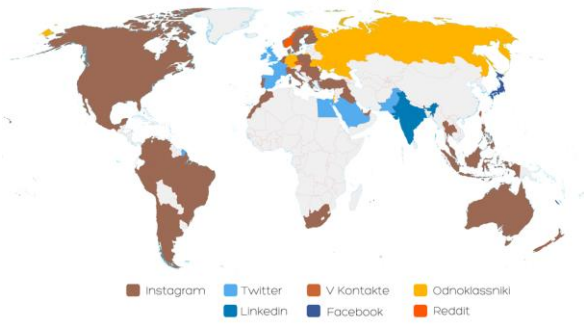 Instagram Twitter V Kontakte Odnoklassniki
Linkedin Facebook Reddit